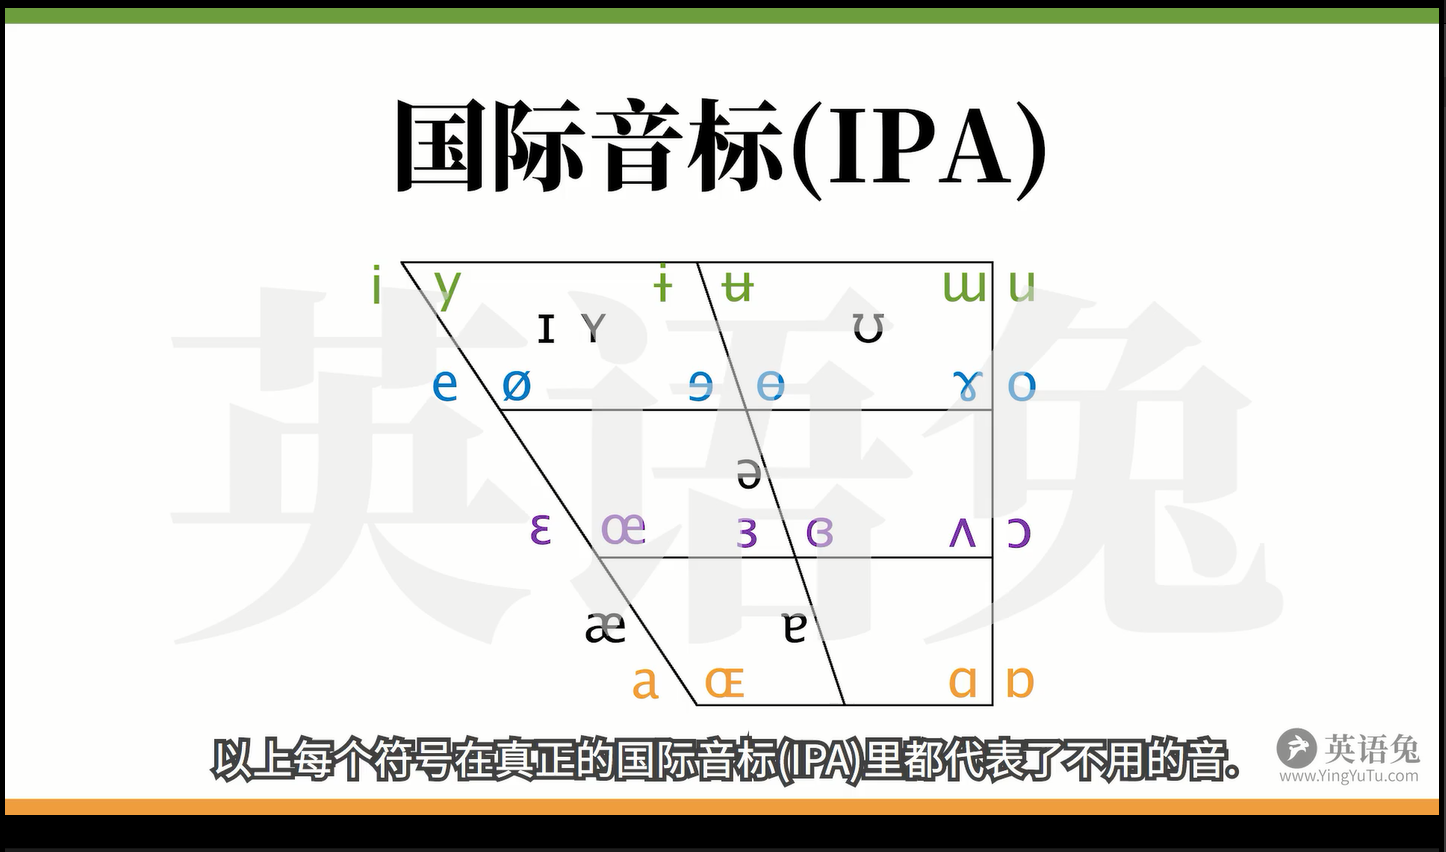 国际音标(IPA)
i y ɨ ʉ ɯ u
ɪ ʏ ʊ
e ø ɘ ɵ ɤ o
ə
ɛ œ ɜ ɞ ʌ ɔ
æ ɐ
a ɶ ɑ ɒ
英语兔
以上每个符号在真正的国际音标(IPA)里都代表了不用的音.
英语兔
www.YingYuTu.com